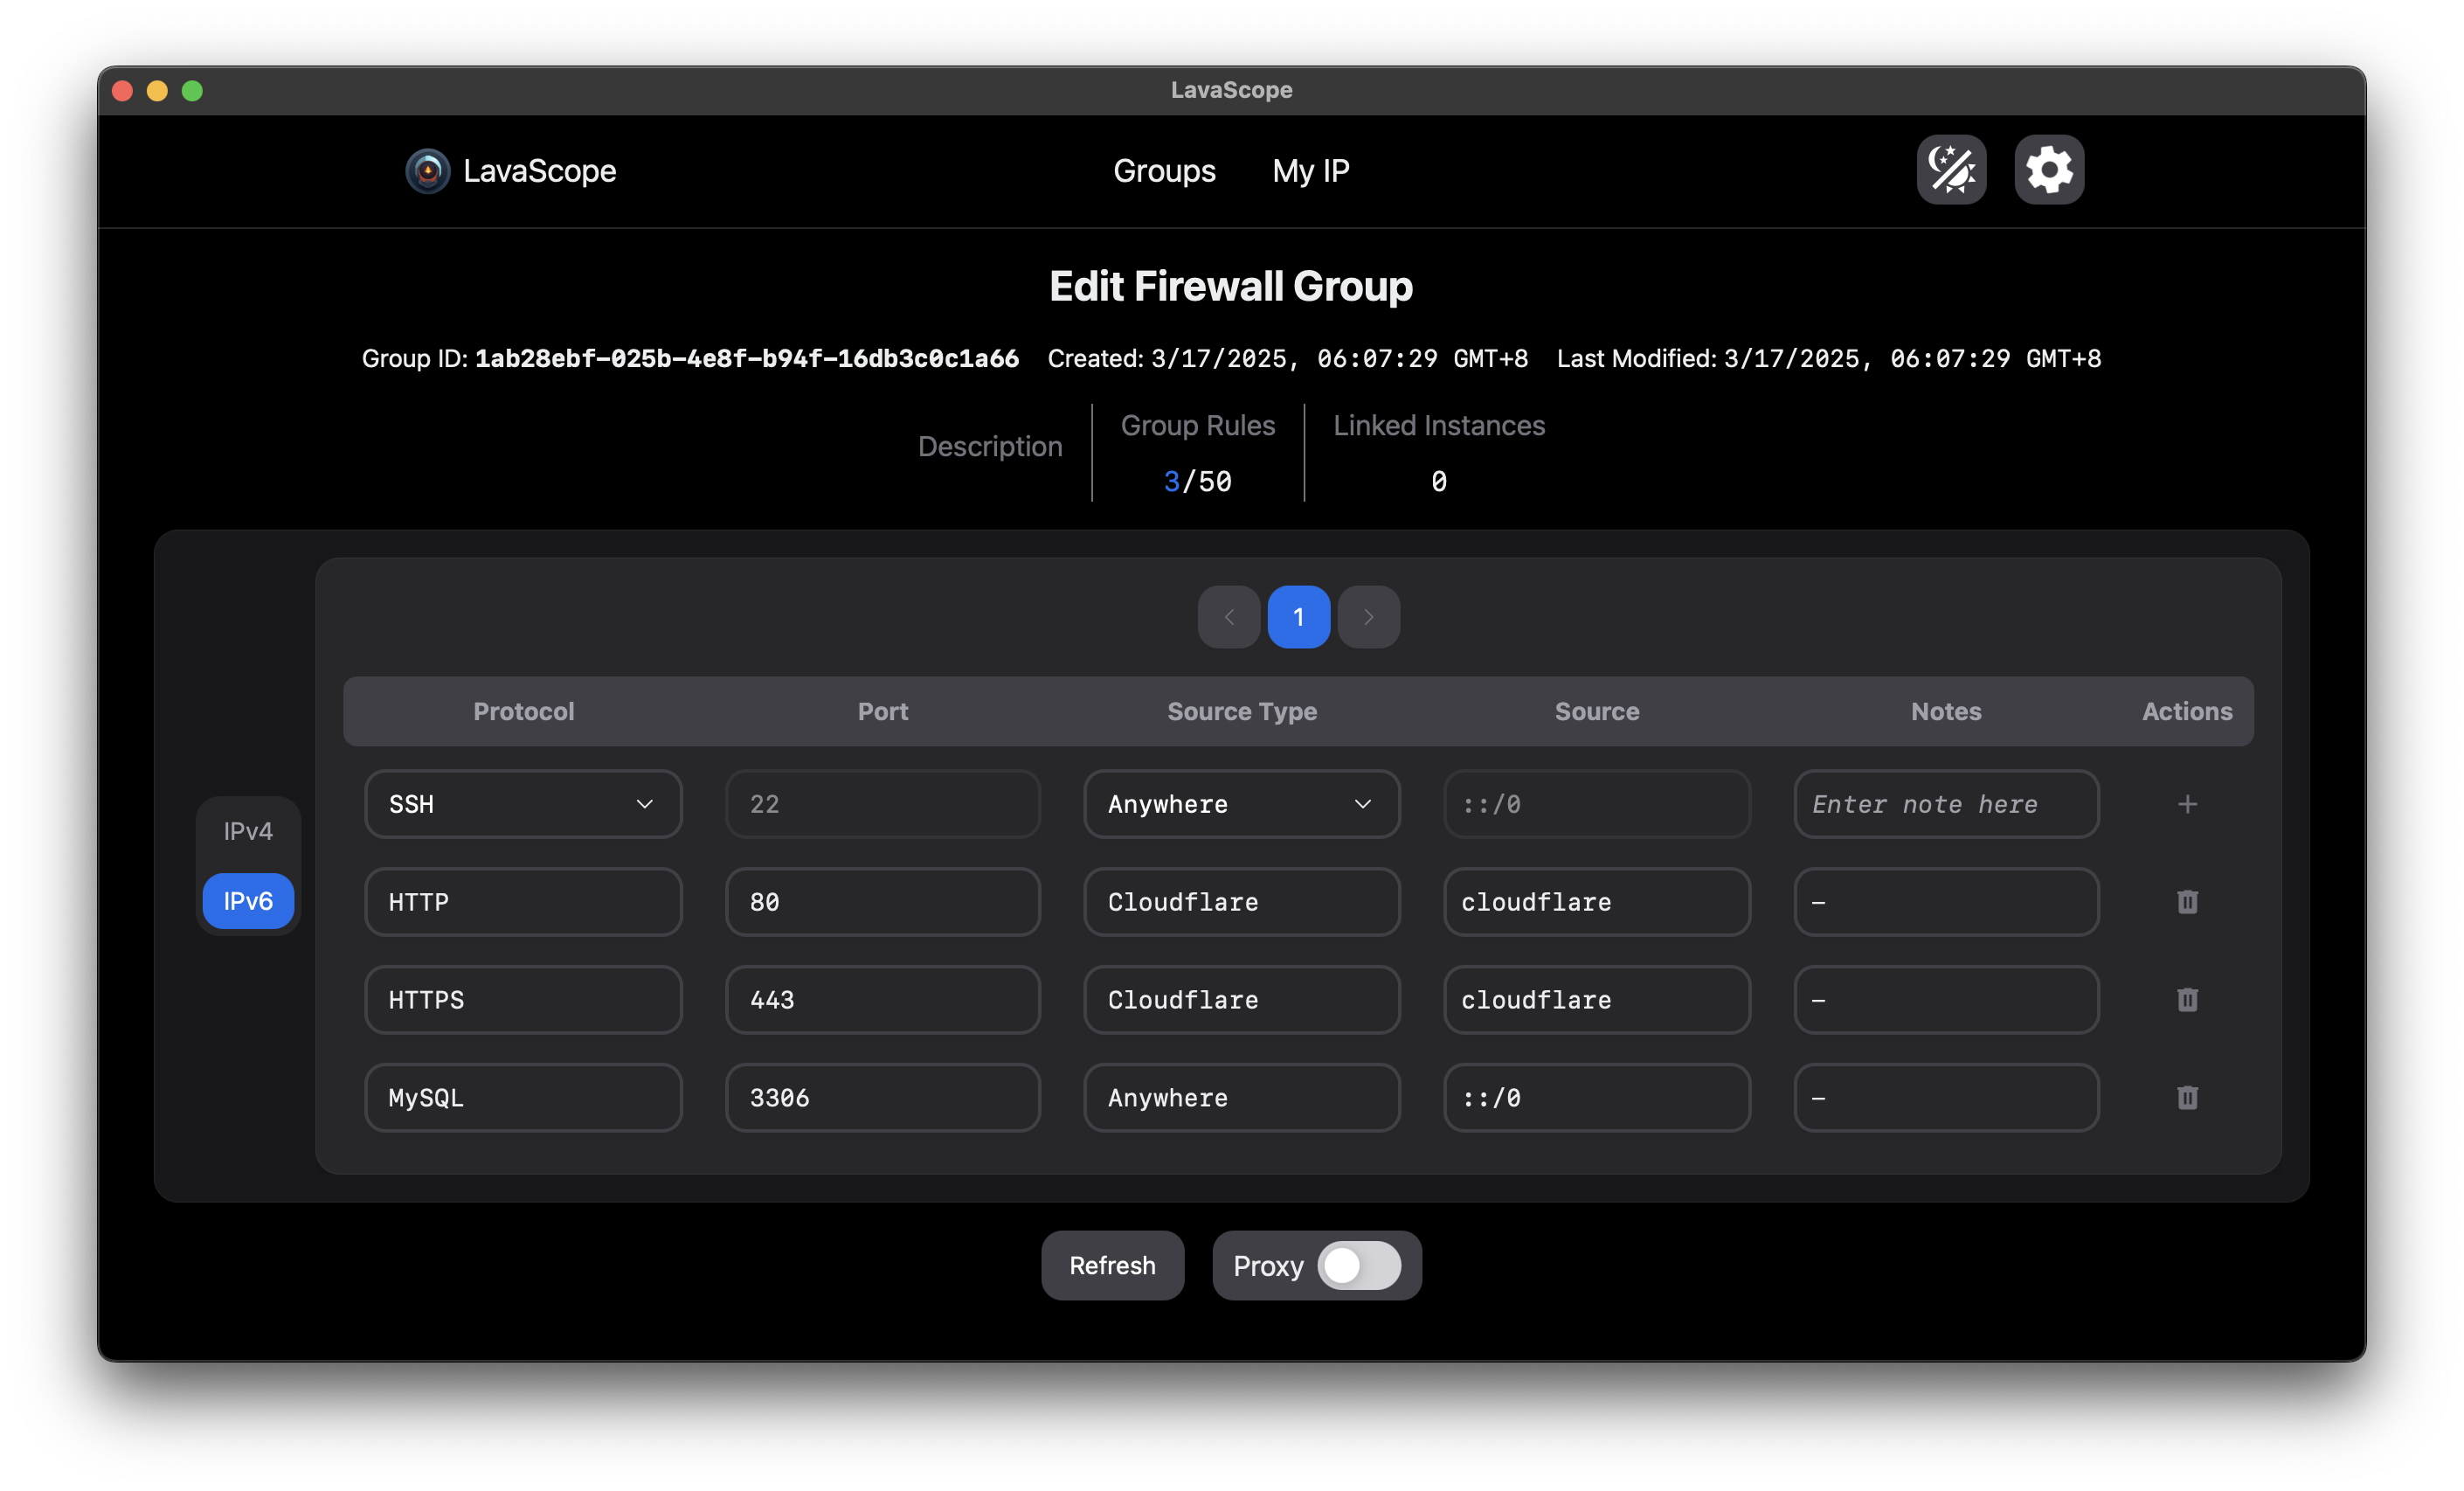 LavaScope
LavaScope Groups My IP
Edit Firewall Group
Group ID: 1ab28ebf-025b-4e8f-b94f-16db3c0c1a66 Created: 3/17/2025, 06:07:29 GMT+8 Last Modified: 3/17/2025, 06:07:29 GMT+8
Description
Group Rules
3/50
Linked Instances
0
IPv4
IPv6
1
Protocol Port Source Type Source Notes Actions
SSH 22 Anywhere ::/0 Enter note here +
HTTP 80 Cloudflare cloudflare –
HTTPS 443 Cloudflare cloudflare –
MySQL 3306 Anywhere ::/0 –
Refresh Proxy